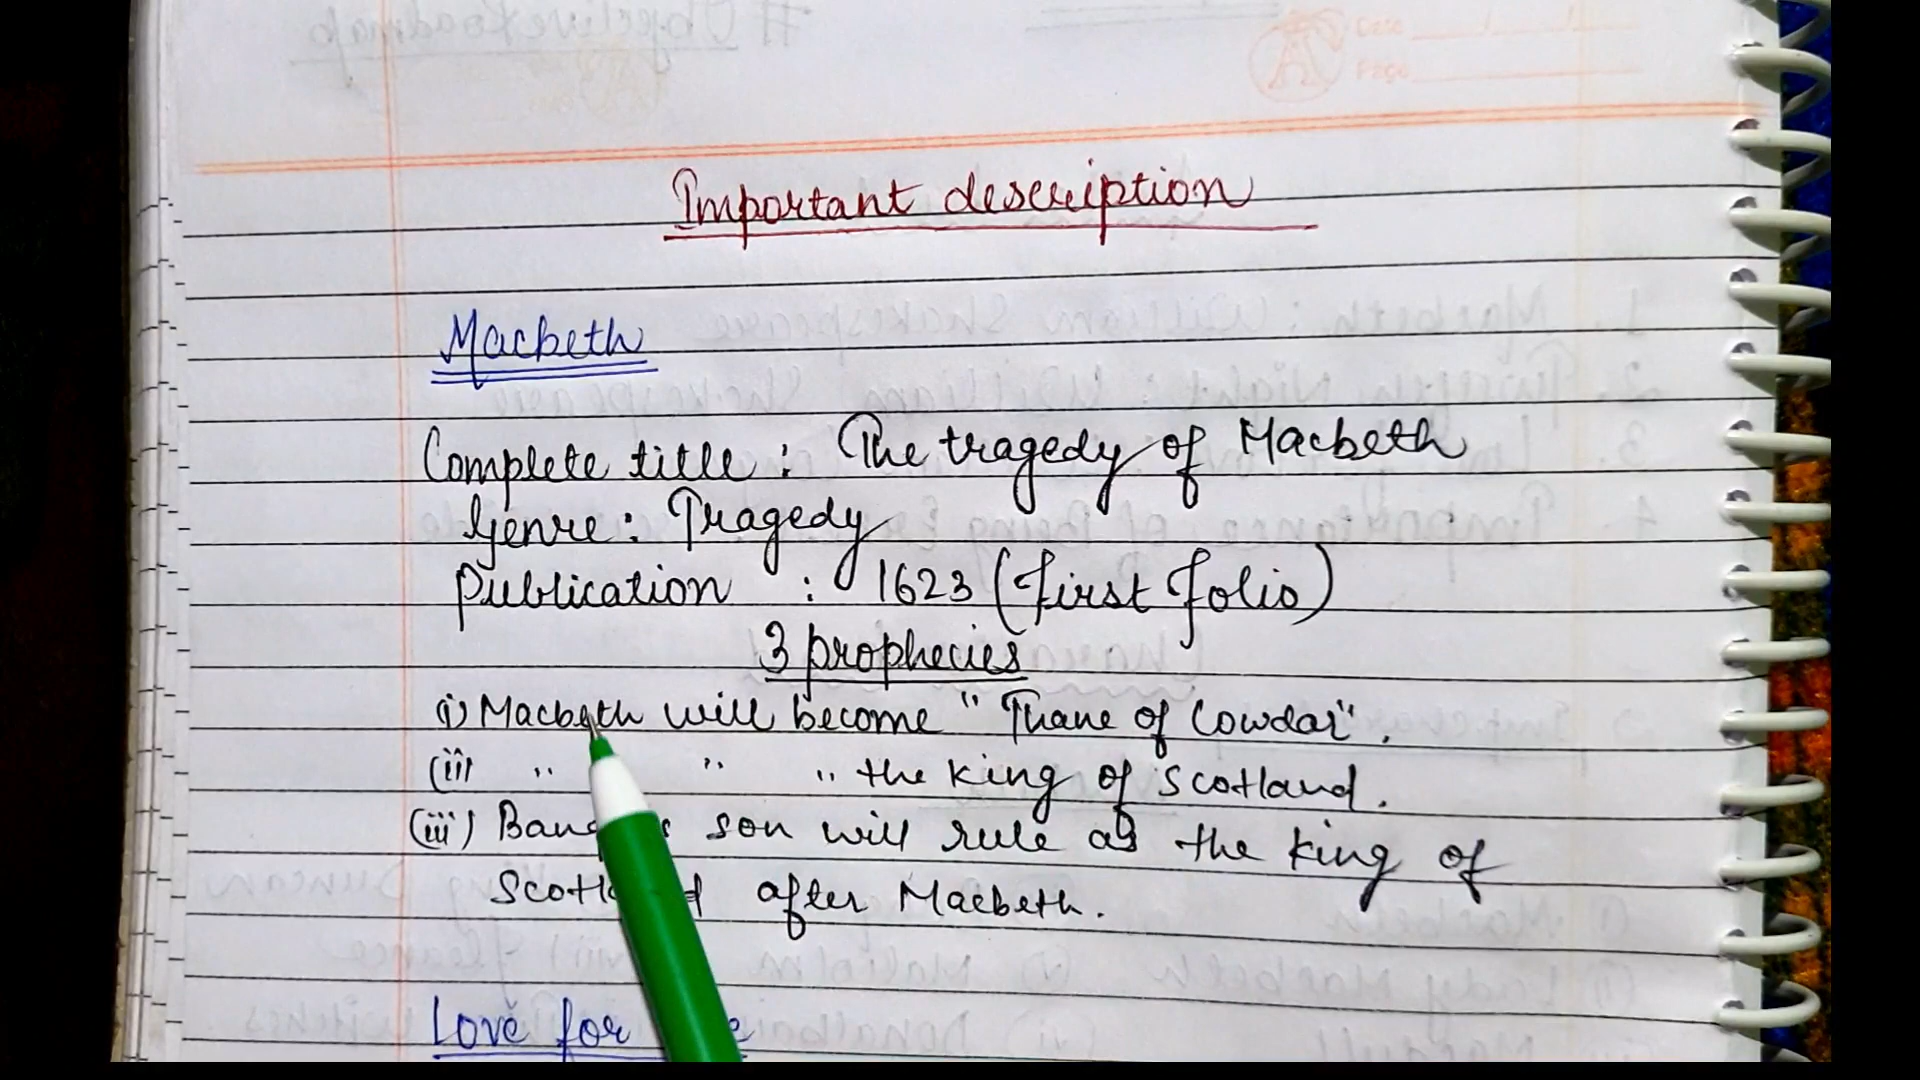 Important description
Macbeth
Complete title : The tragedy of Macbeth
Genre : Tragedy
Publication : 1623 (First Folio)
3 prophecies
(i) Macbeth will become "Thane of Cowdar".
(ii) " " " the king of Scotland.
(iii) son will rule as the king of
after Macbeth.
Love for